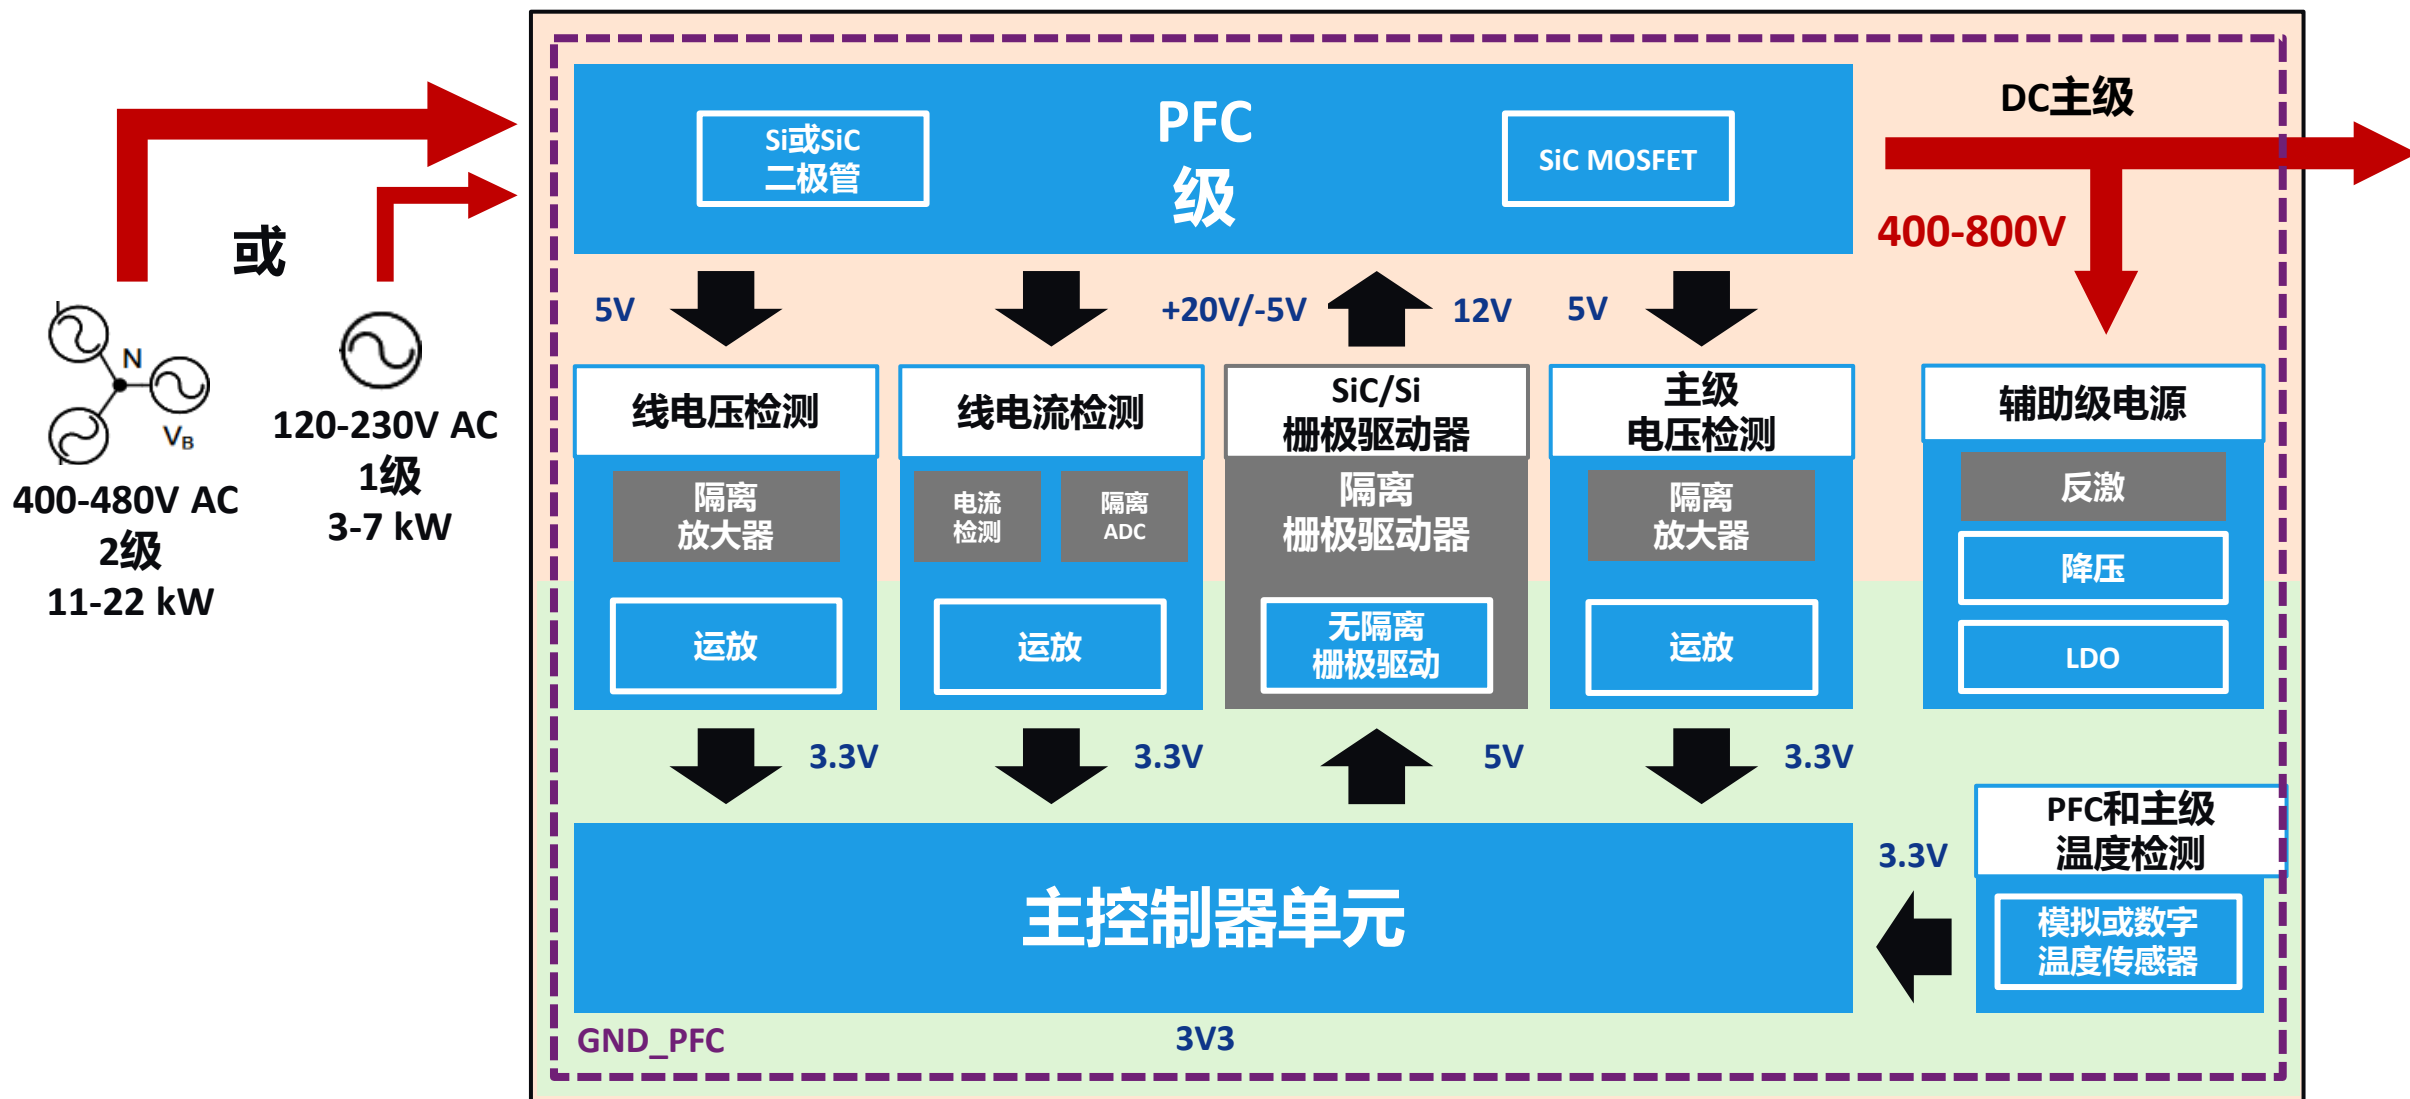 PFC
级
Si或SiC
二极管
SiC MOSFET
DC主级
400-800V
或
N
VB
120-230V AC
1级
3-7 kW
400-480V AC
2级
11-22 kW
5V
+20V/-5V
12V
5V
线电压检测
隔离
放大器
运放
线电流检测
电流
检测
隔离
ADC
运放
SiC/Si
栅极驱动器
隔离
栅极驱动器
无隔离
栅极驱动
主级
电压检测
隔离
放大器
运放
辅助级电源
反激
降压
LDO
3.3V
3.3V
5V
3.3V
主控制器单元
3.3V
PFC和主级
温度检测
模拟或数字
温度传感器
GND_PFC
3V3